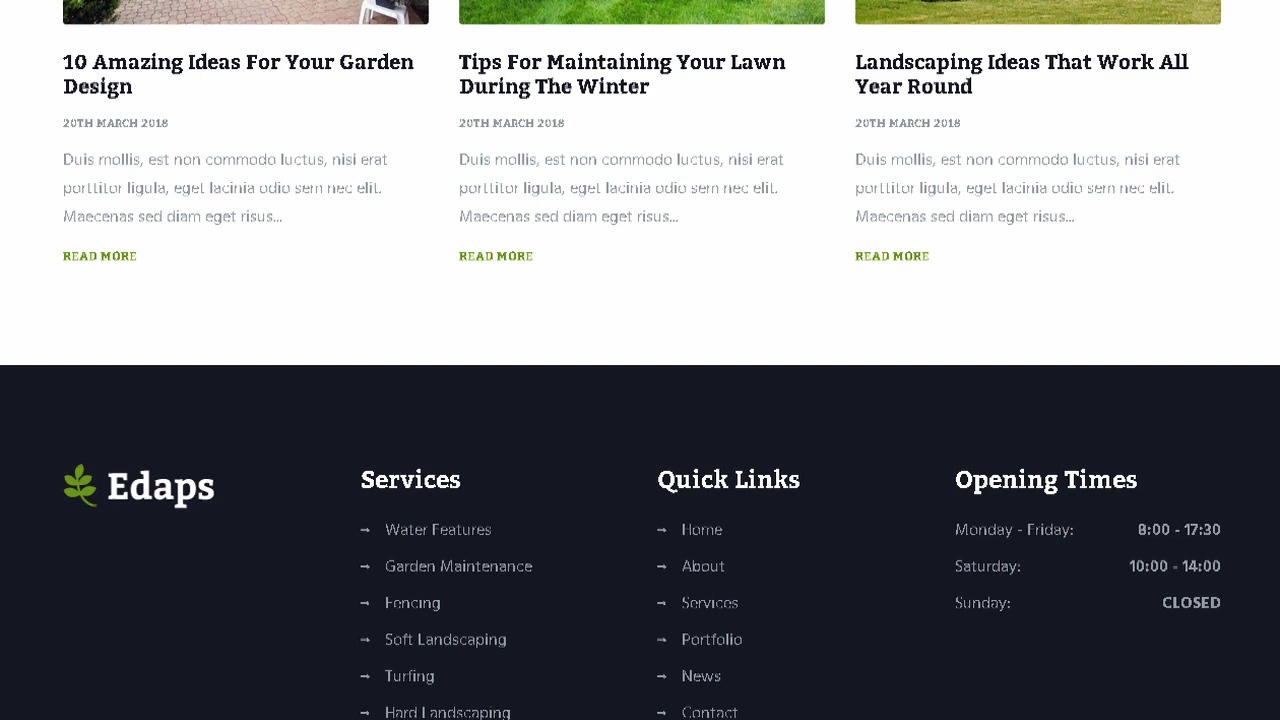 10 Amazing Ideas For Your Garden
Design
20TH MARCH 2018
Duis mollis, est non commodo luctus, nisi erat
porttitor ligula, eget lacinia odio sem nec elit.
Maecenas sed diam eget risus...
READ MORE
Tips For Maintaining Your Lawn
During The Winter
20TH MARCH 2018
Duis mollis, est non commodo luctus, nisi erat
porttitor ligula, eget lacinia odio sem nec elit.
Maecenas sed diam eget risus...
READ MORE
Landscaping Ideas That Work All
Year Round
20TH MARCH 2018
Duis mollis, est non commodo luctus, nisi erat
porttitor ligula, eget lacinia odio sem nec elit.
Maecenas sed diam eget risus...
READ MORE
Edaps
Services
→ Water Features
→ Garden Maintenance
→ Fencing
→ Soft Landscaping
→ Turfing
→ Hard Landscaping
Quick Links
→ Home
→ About
→ Services
→ Portfolio
→ News
→ Contact
Opening Times
Monday - Friday: 8:00 - 17:30
Saturday: 10:00 - 14:00
Sunday: CLOSED